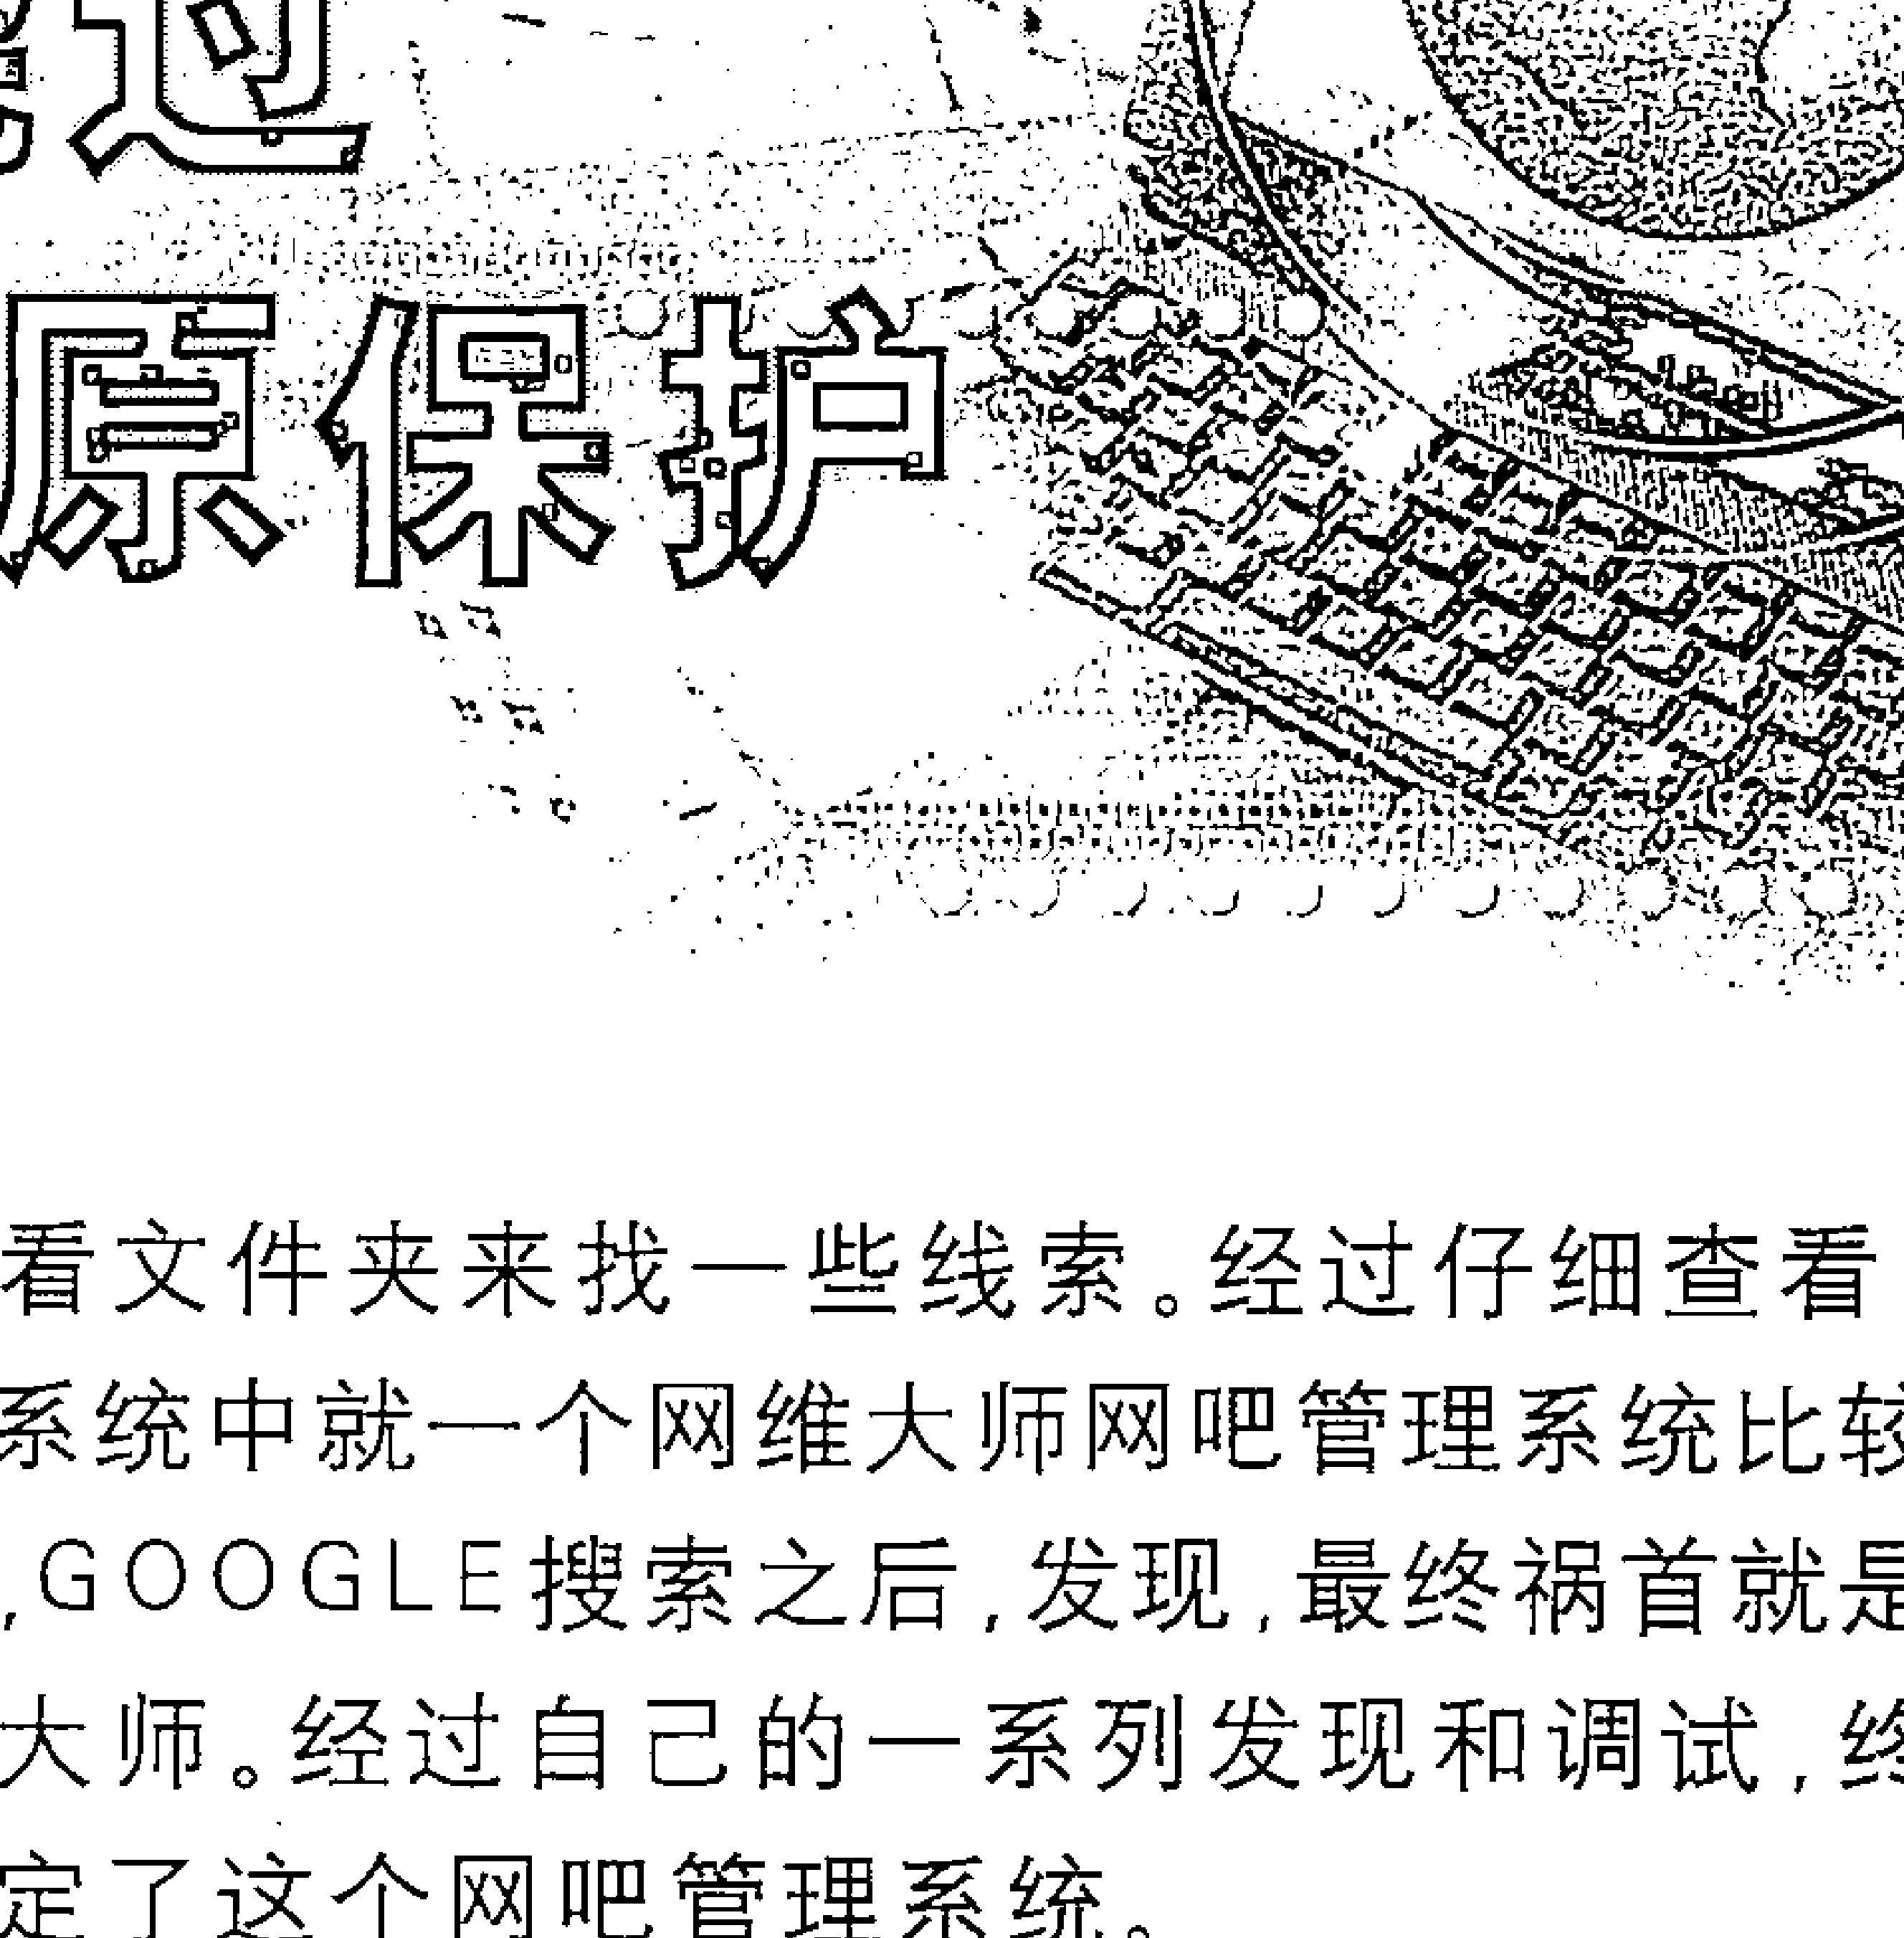 过
原保护
看文件夹来找一些线索。经过仔细查看
系统中就一个网维大师网吧管理系统比较
,GOOGLE搜索之后,发现,最终祸首就是
大师。经过自己的一系列发现和调试,终
定了这个网吧管理系统。